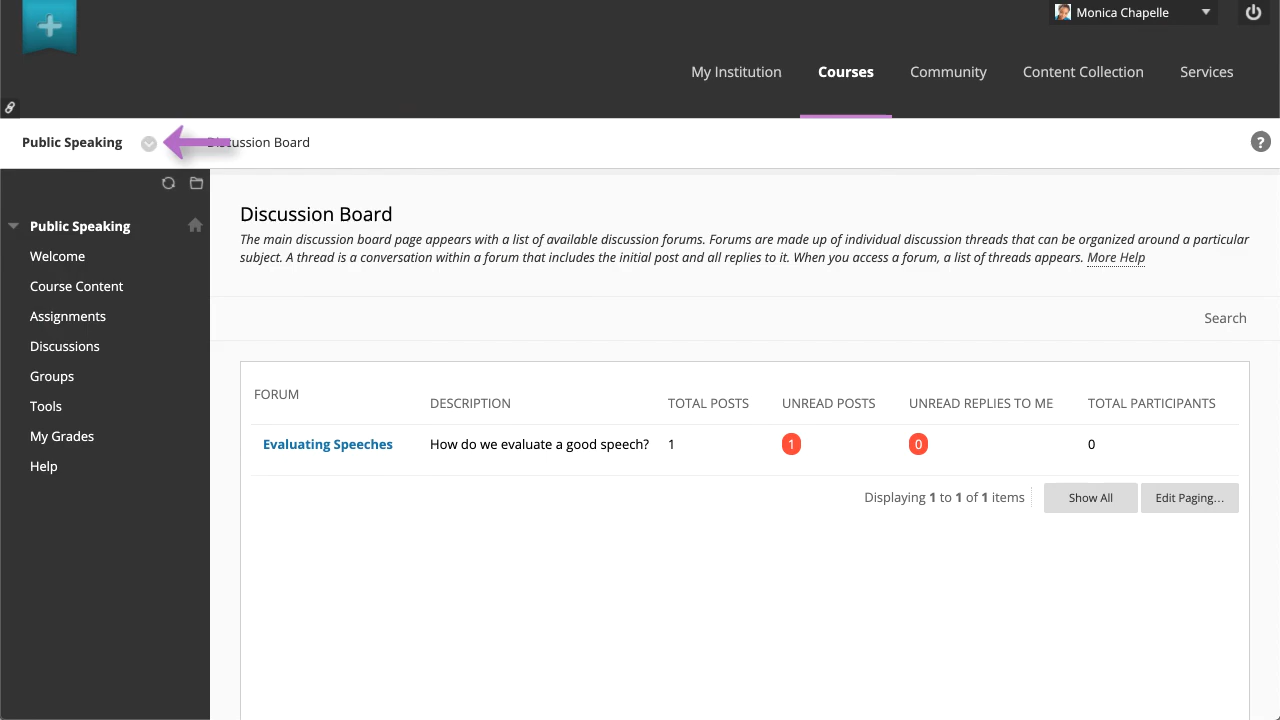 Monica Chapelle
My Institution
Courses
Community
Content Collection
Services
Public Speaking
Discussion Board
?
Public Speaking
Welcome
Course Content
Assignments
Discussions
Groups
Tools
My Grades
Help
Discussion Board
The main discussion board page appears with a list of available discussion forums. Forums are made up of individual discussion threads that can be organized around a particular
subject. A thread is a conversation within a forum that includes the initial post and all replies to it. When you access a forum, a list of threads appears. More Help
Search
FORUM
DESCRIPTION
TOTAL POSTS
UNREAD POSTS
UNREAD REPLIES TO ME
TOTAL PARTICIPANTS
Evaluating Speeches
How do we evaluate a good speech?
1
1
0
0
Displaying 1 to 1 of 1 items
Show All
Edit Paging...